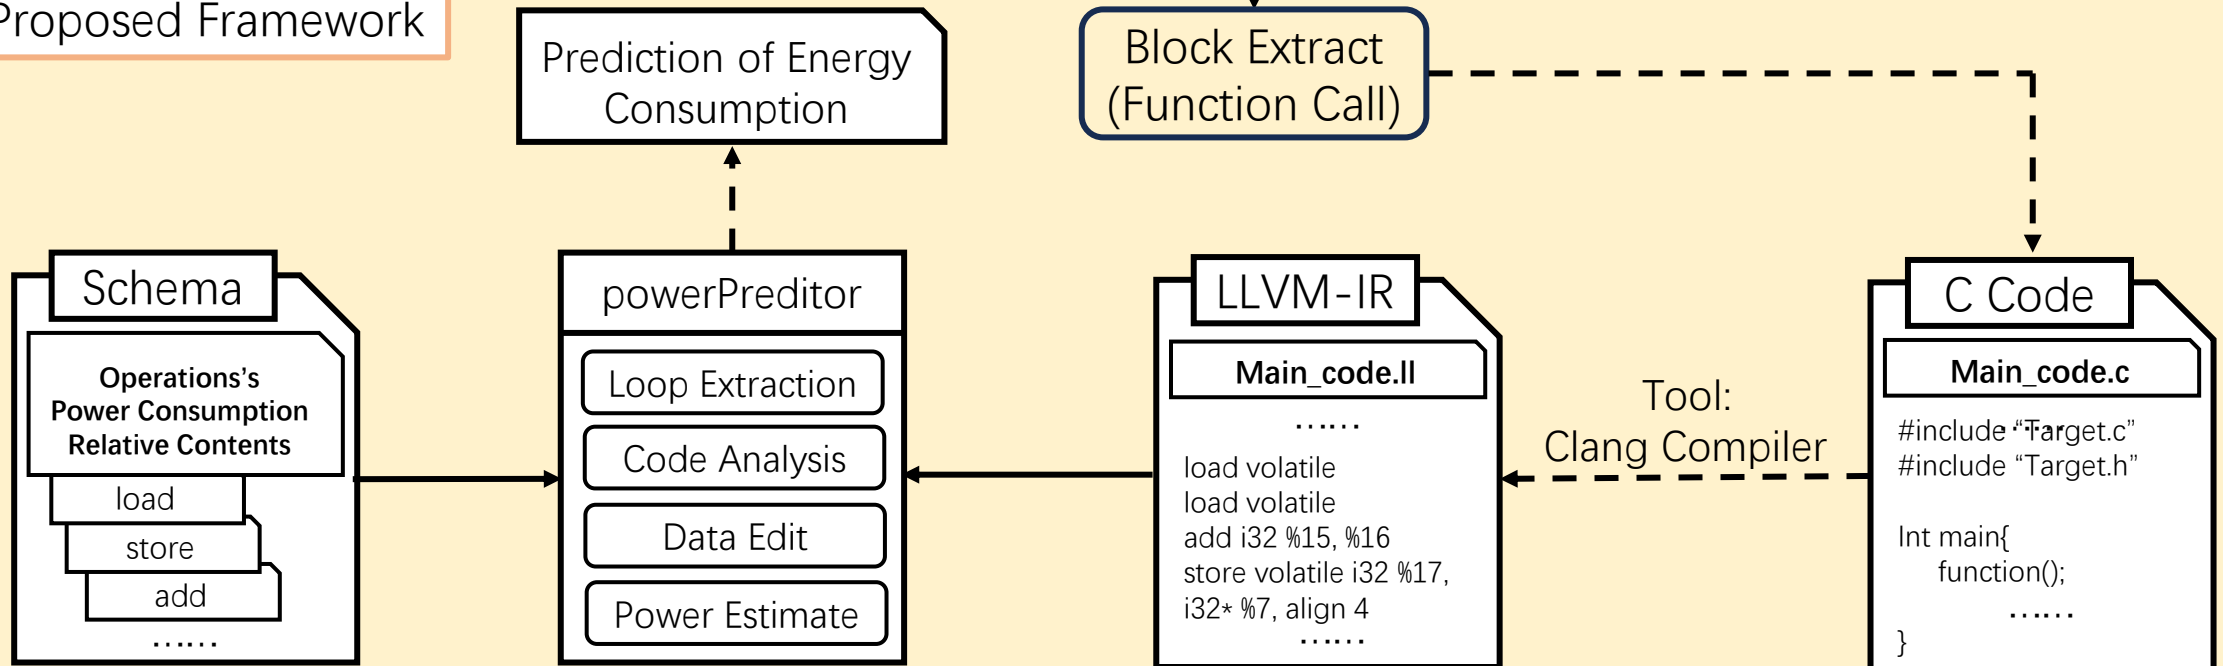 Proposed Framework
Prediction of Energy
Consumption
Block Extract
(Function Call)
Schema
Operations's
Power Consumption
Relative Contents
load
store
add
......
powerPreditor
Loop Extraction
Code Analysis
Data Edit
Power Estimate
LLVM-IR
Main_code.ll
......
load volatile
load volatile
add i32 %15, %16
store volatile i32 %17,
i32* %7, align 4
......
Tool:
Clang Compiler
C Code
Main_code.c
......
#include “Target.c”
#include “Target.h”
Int main{
function();
......
}